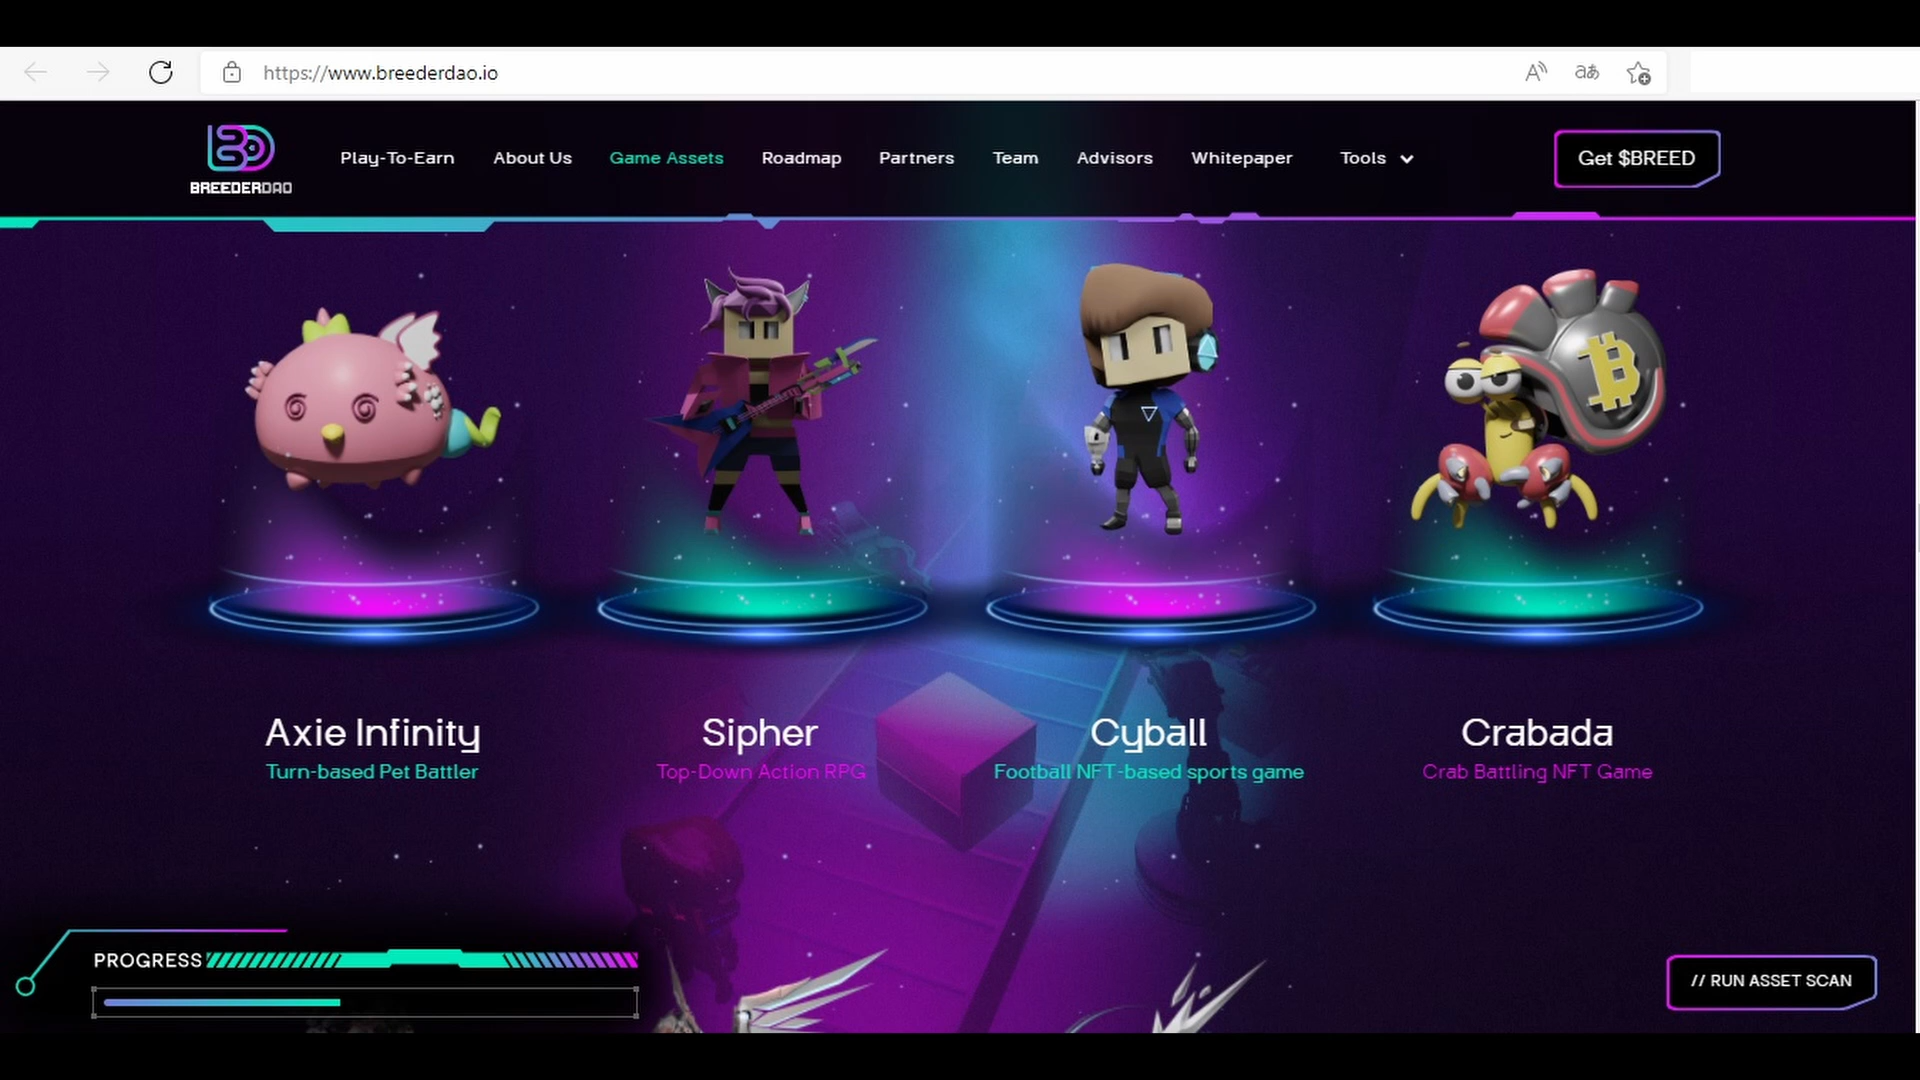 https://www.breederdao.io
BREEDERDAO
Play-To-Earn
About Us
Game Assets
Roadmap
Partners
Team
Advisors
Whitepaper
Tools
Get $BREED
Axie Infinity
Turn-based Pet Battler
Sipher
Top-Down Action RPG
Cyball
Football NFT-based sports game
Crabada
Crab Battling NFT Game
PROGRESS
// RUN ASSET SCAN